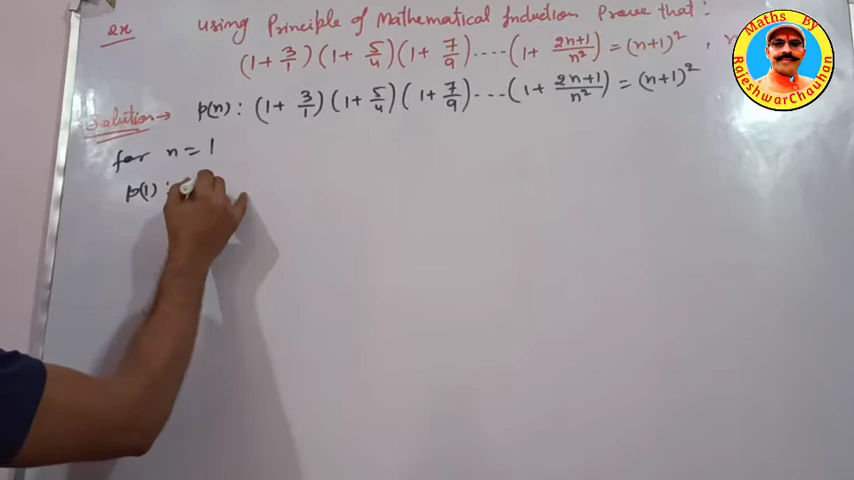 ex using Principle of Mathematical Induction Prove that :
(1+ 3/1)(1+ 5/4)(1+ 7/9).....(1+ 2n+1/n²) = (n+1)² , n
Solution→ p(n) : (1+ 3/1)(1+ 5/4)(1+ 7/9)...(1+ 2n+1/n²) = (n+1)²
for n = 1
p(1) :
Maths By
RajeshwarChauhan